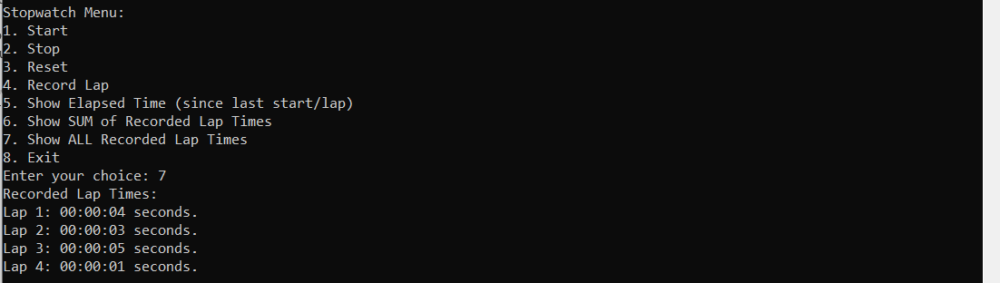 Stopwatch Menu:
1. Start
2. Stop
3. Reset
4. Record Lap
5. Show Elapsed Time (since last start/lap)
6. Show SUM of Recorded Lap Times
7. Show ALL Recorded Lap Times
8. Exit
Enter your choice: 7
Recorded Lap Times:
Lap 1: 00:00:04 seconds.
Lap 2: 00:00:03 seconds.
Lap 3: 00:00:05 seconds.
Lap 4: 00:00:01 seconds.